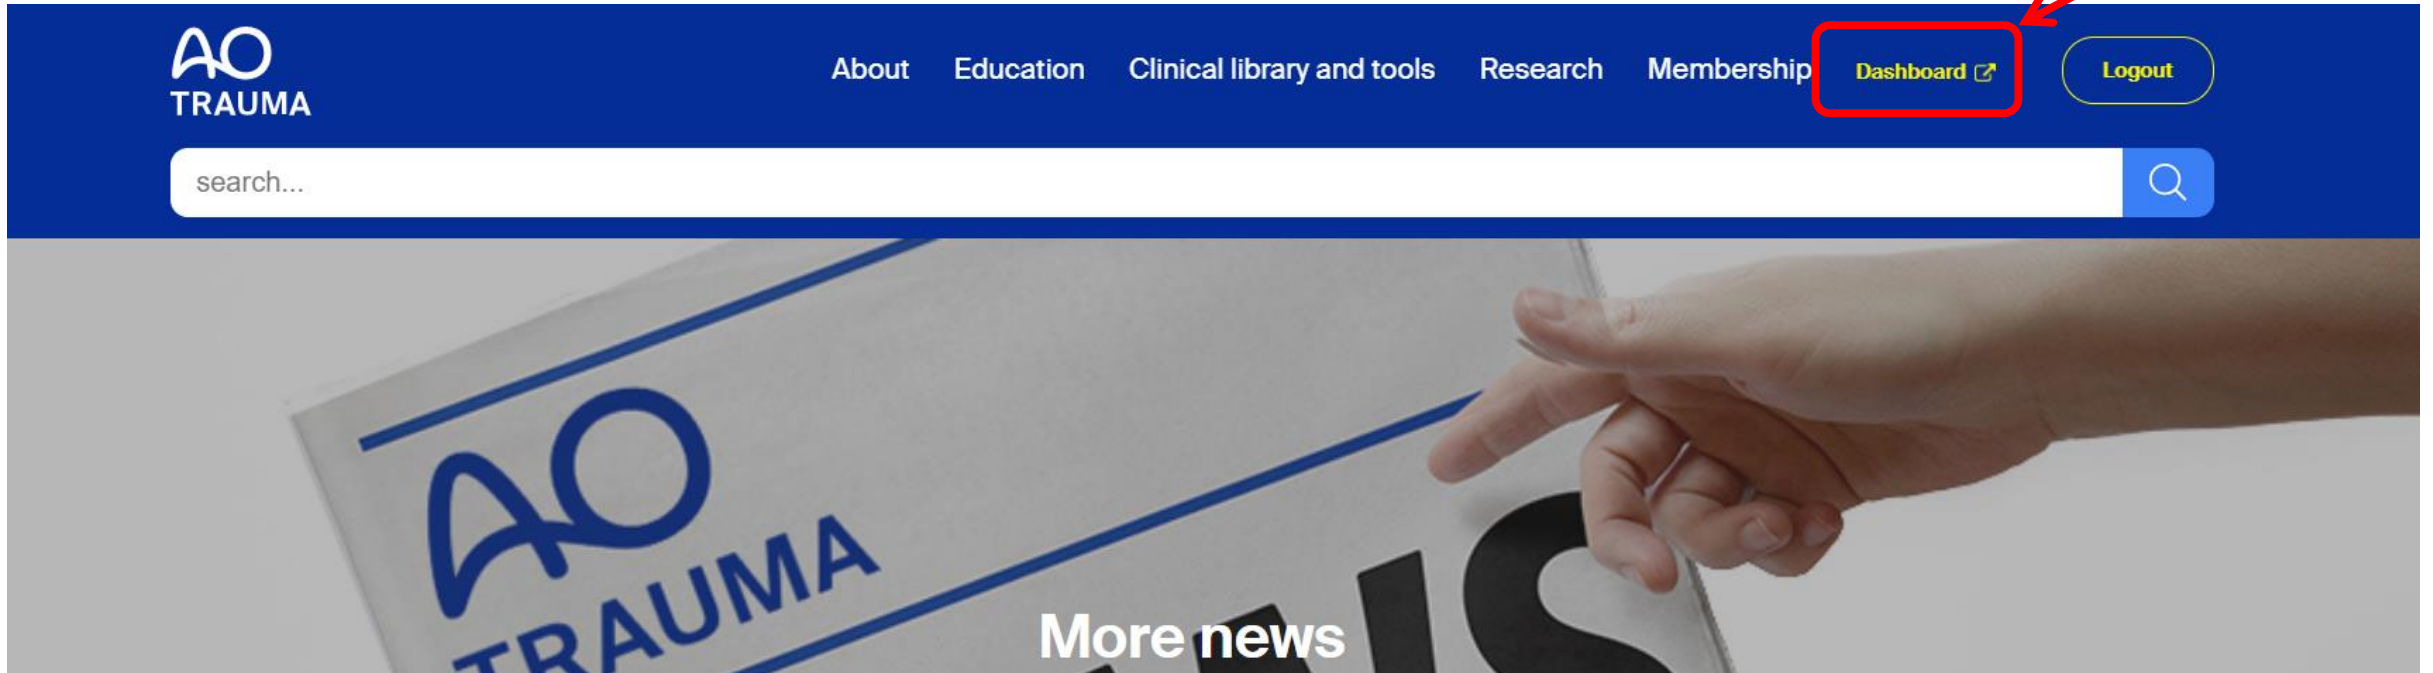 AO
TRAUMA
About Education Clinical library and tools Research Membership Dashboard Logout
search...
AO
TRAUMA
More news